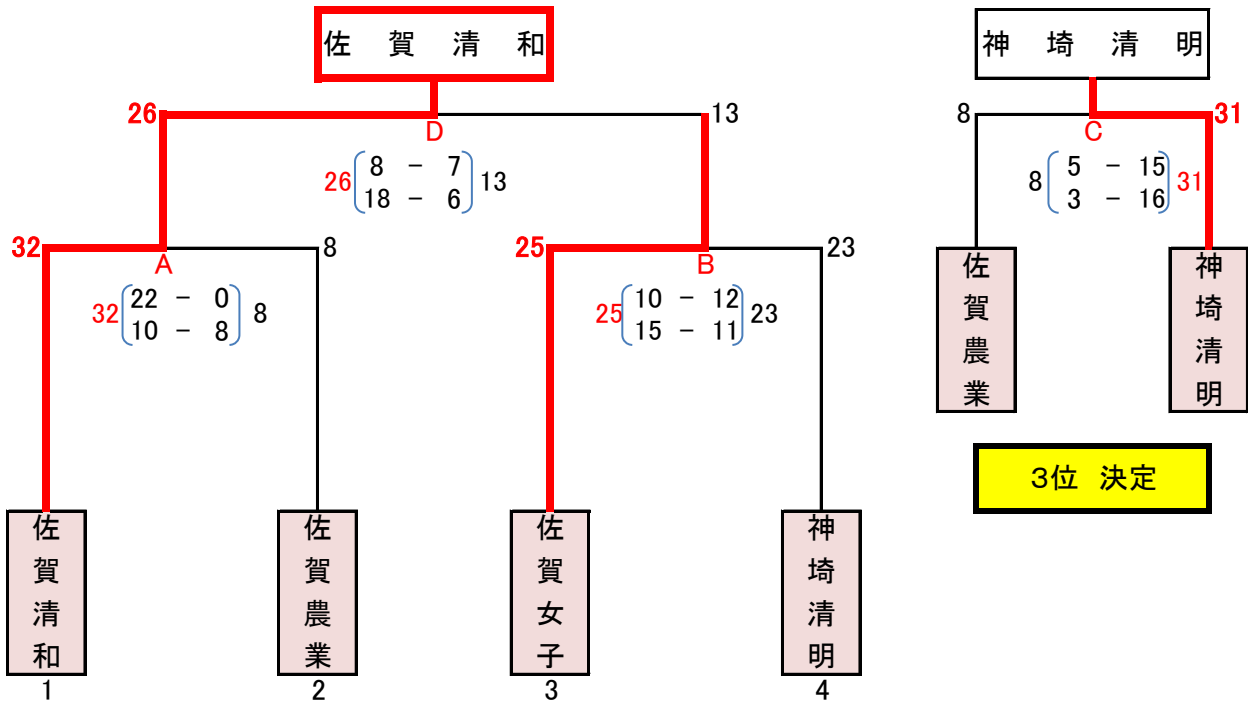 佐賀清和
26
13
D
26 8 - 7 13
18 - 6
32
8
A
32 22 - 0 8
10 - 8
25
23
B
25 10 - 12 23
15 - 11
佐賀清和
1
佐賀農業
2
佐賀女子
3
神埼清明
4
神埼清明
8
31
C
8 5 - 15 31
3 - 16
佐賀農業
神埼清明
3位 決定